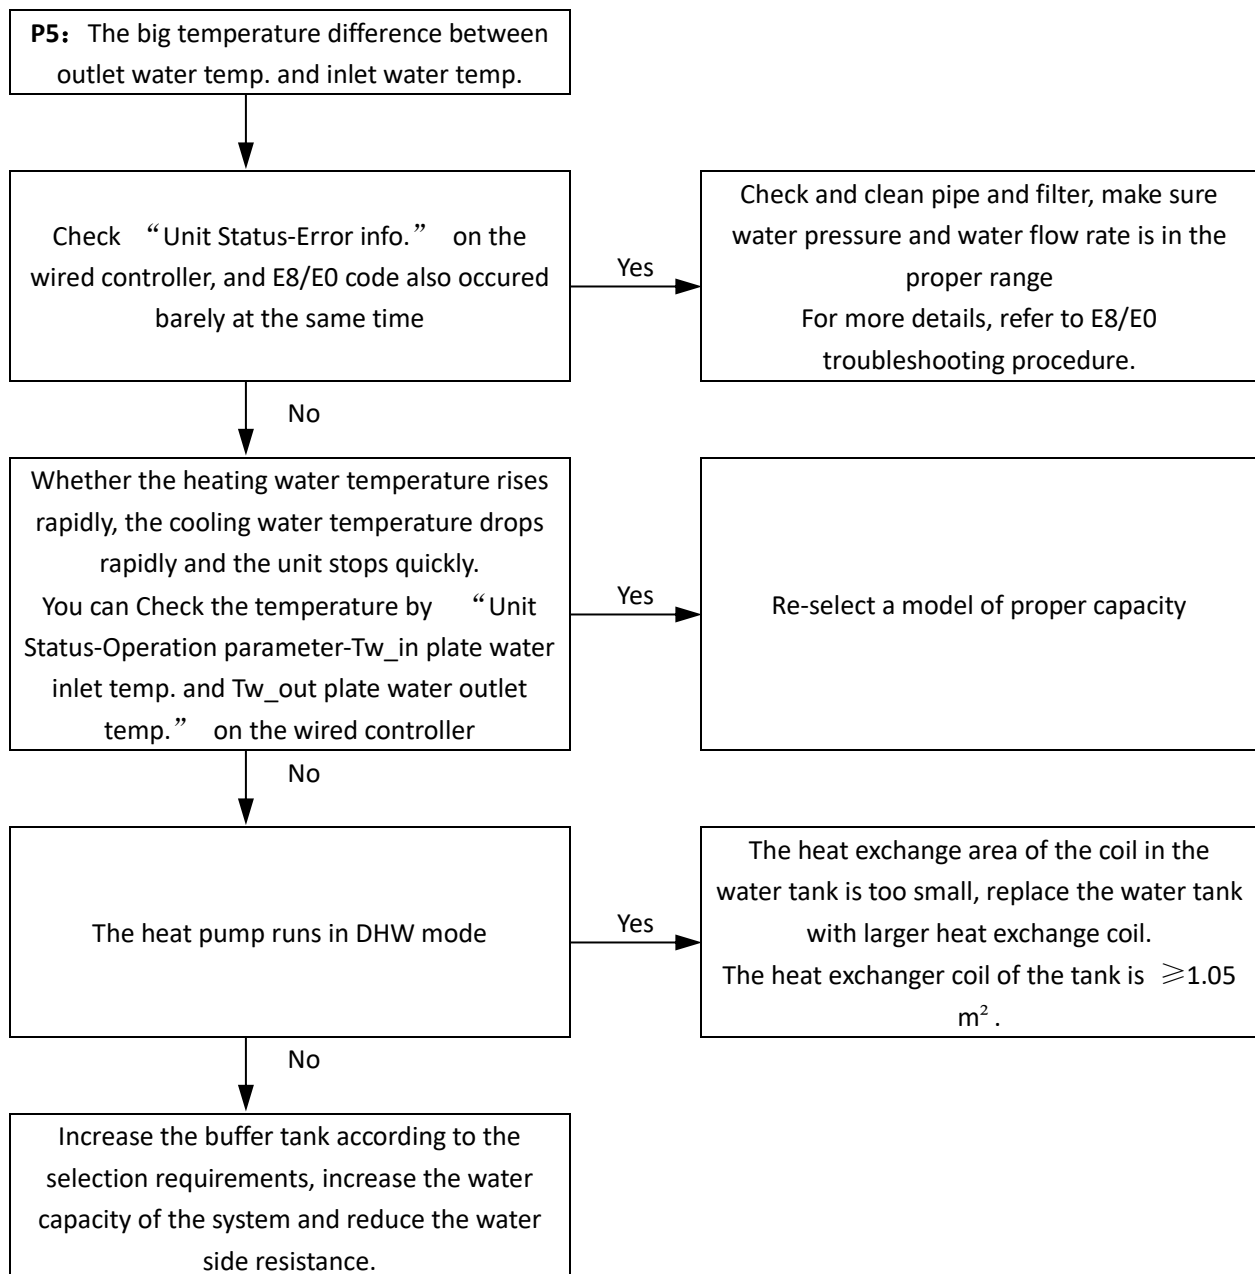 P5：The big temperature difference between
outlet water temp. and inlet water temp.
Check “Unit Status-Error info.” on the
wired controller, and E8/E0 code also occured
barely at the same time
Yes
Check and clean pipe and filter, make sure
water pressure and water flow rate is in the
proper range
For more details, refer to E8/E0
troubleshooting procedure.
No
Whether the heating water temperature rises
rapidly, the cooling water temperature drops
rapidly and the unit stops quickly.
You can Check the temperature by “Unit
Status-Operation parameter-Tw_in plate water
inlet temp. and Tw_out plate water outlet
temp.” on the wired controller
Yes
Re-select a model of proper capacity
No
The heat pump runs in DHW mode
Yes
The heat exchange area of the coil in the
water tank is too small, replace the water tank
with larger heat exchange coil.
The heat exchanger coil of the tank is ≥1.05
m² .
No
Increase the buffer tank according to the
selection requirements, increase the water
capacity of the system and reduce the water
side resistance.